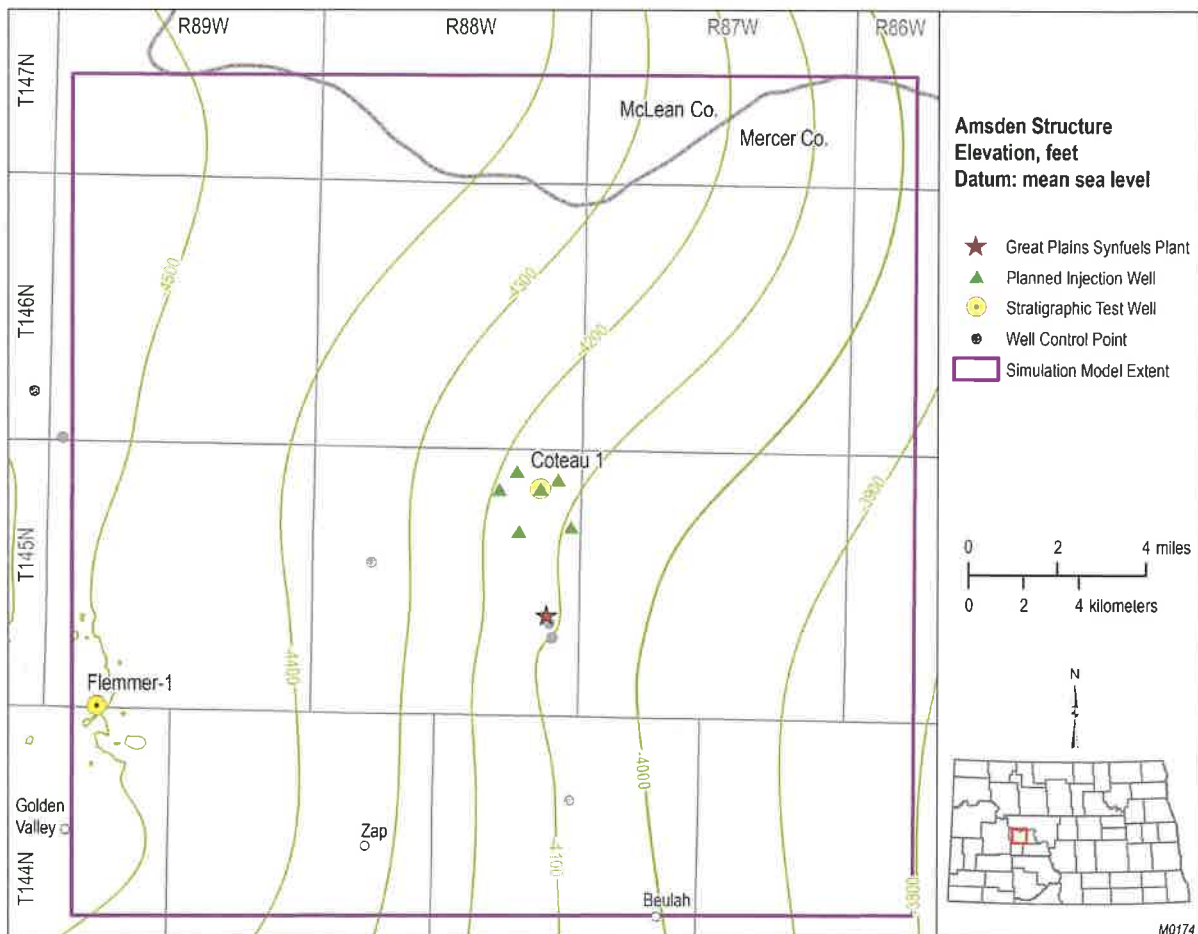 R89W
R88W
R87W
R86W
T147N
McLean Co.
Mercer Co.
T146N
-4500
-4300
-4200
Coteau 1
-3900
T145N
-4400
Flemmer-1
-4000
Golden
Valley
Zap
-4100
T144N
Beulah
-3800
Amsden Structure
Elevation, feet
Datum: mean sea level
Great Plains Synfuels Plant
Planned Injection Well
Stratigraphic Test Well
Well Control Point
Simulation Model Extent
0 2 4 miles
0 2 4 kilometers
N
M0174